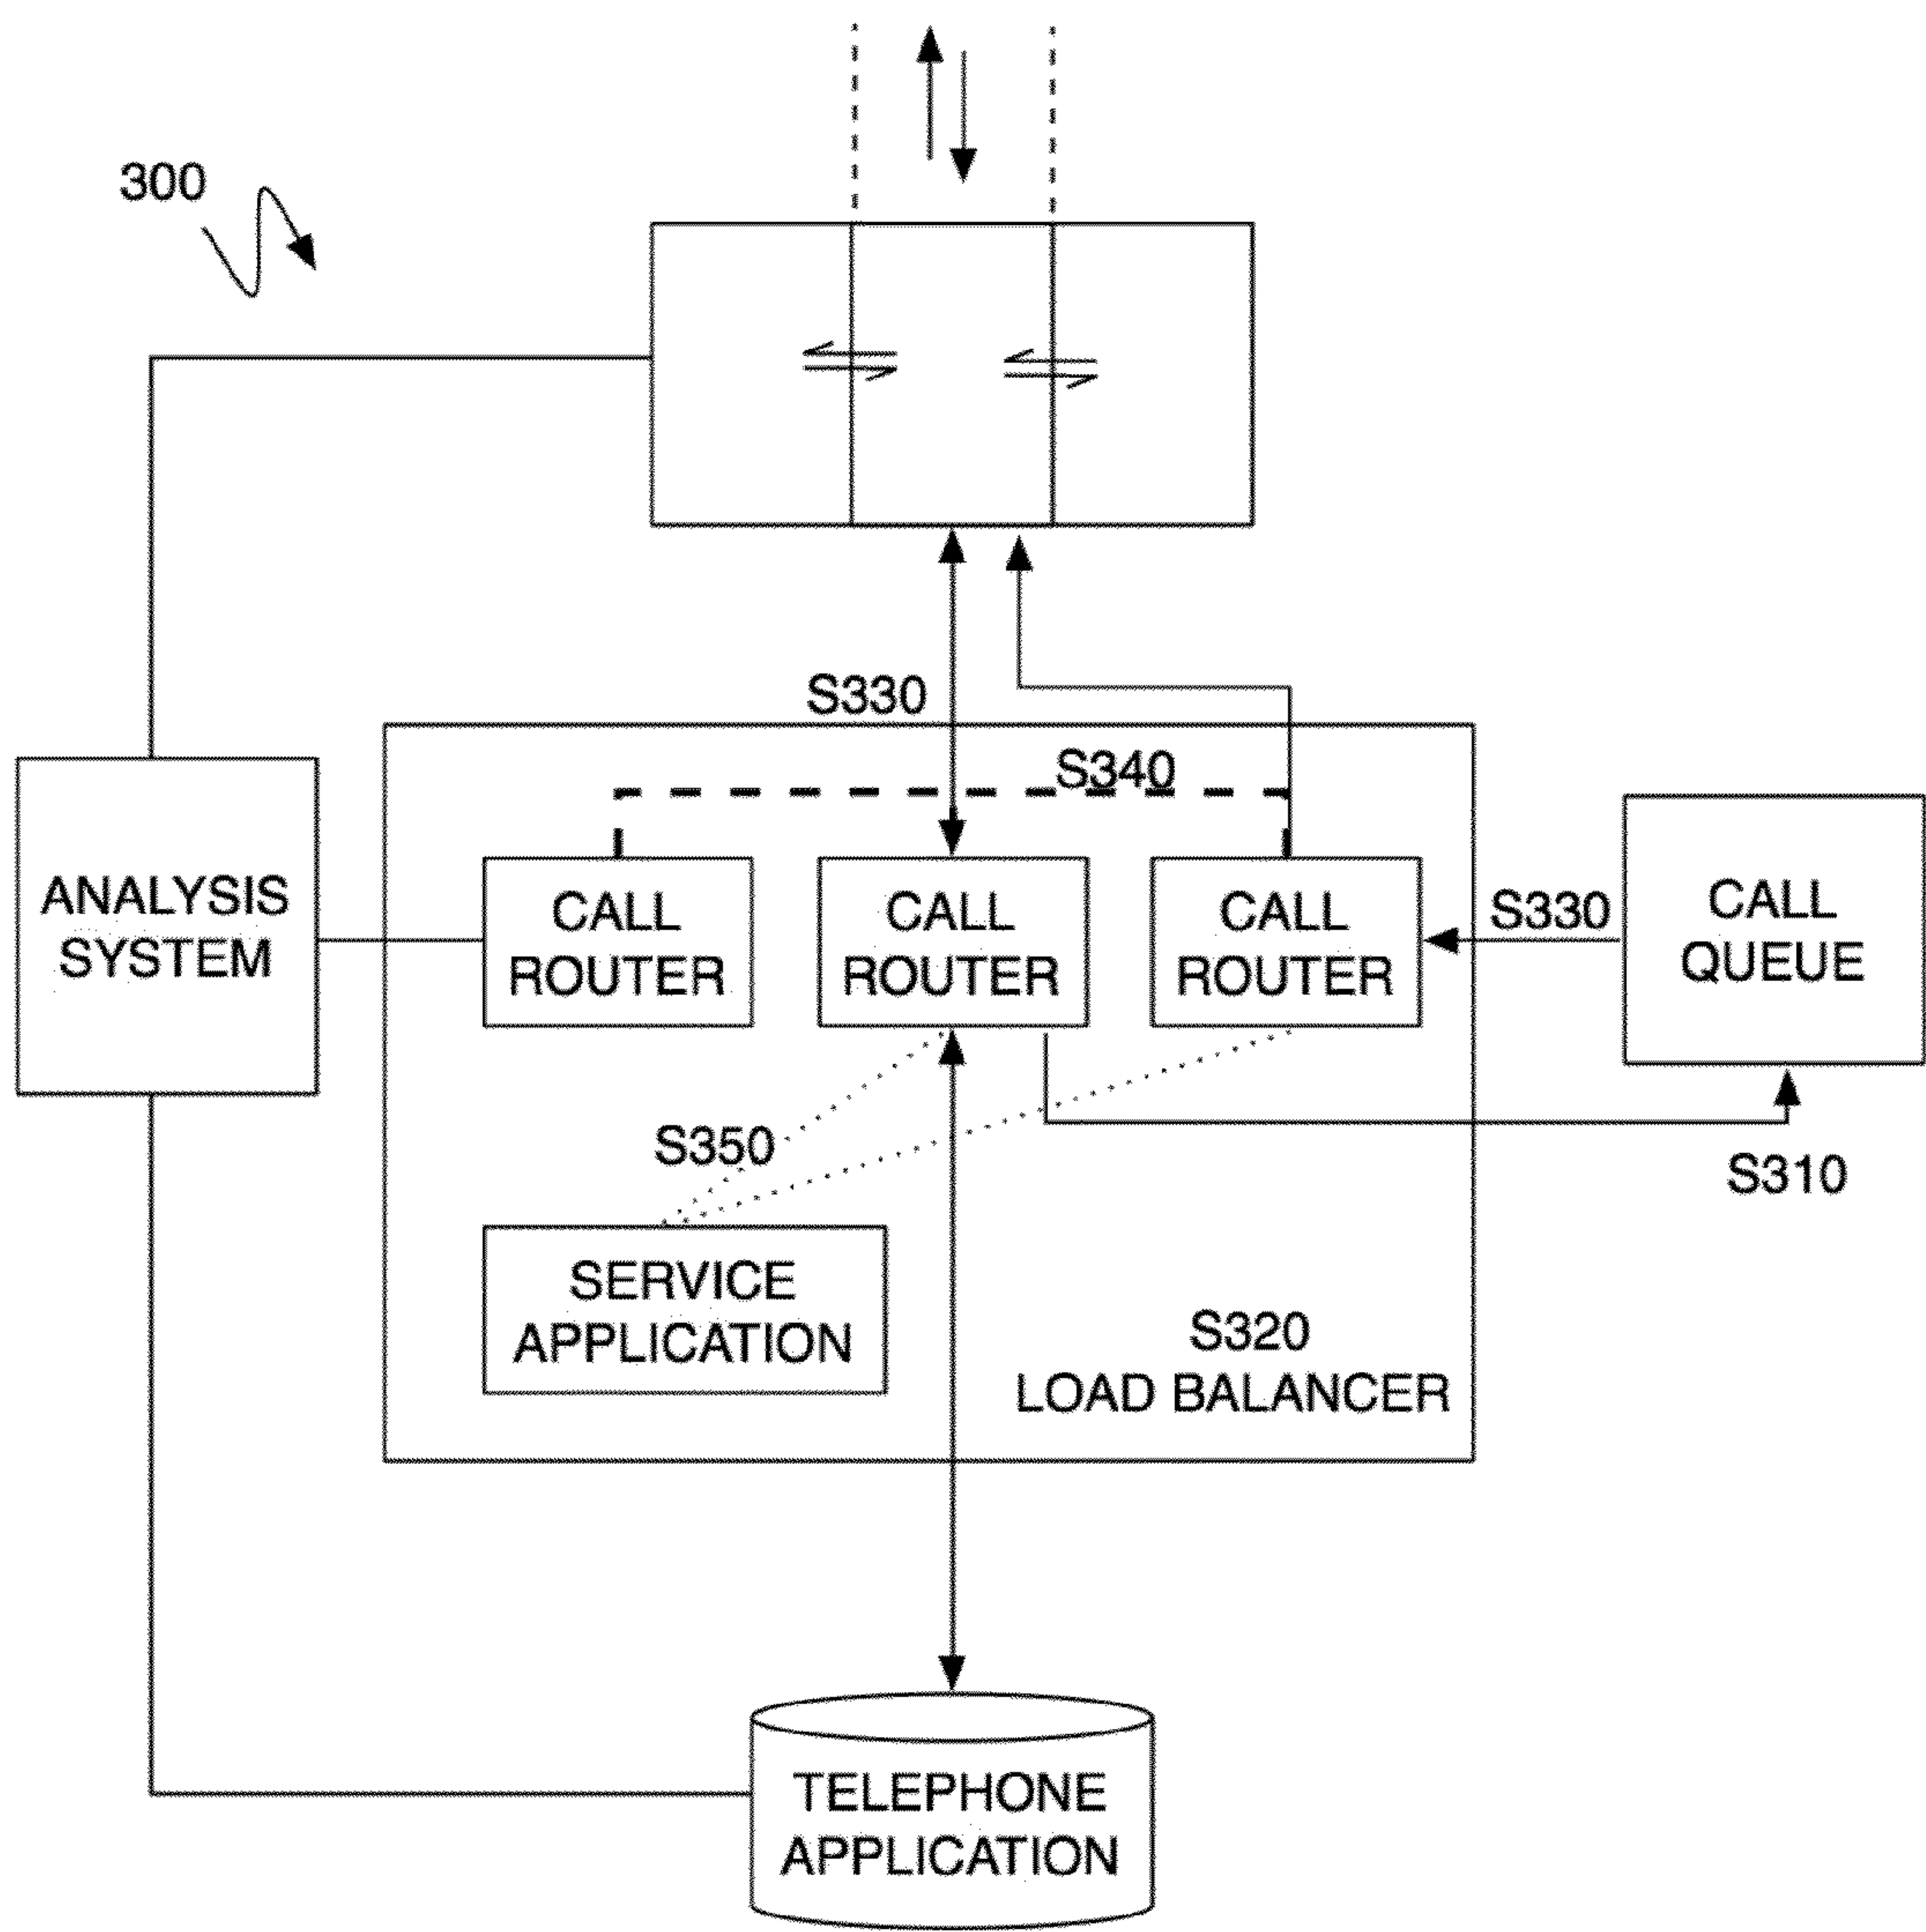 300
S330
S340
ANALYSIS
SYSTEM
CALL
ROUTER
CALL
ROUTER
CALL
ROUTER
S330
CALL
QUEUE
S350
S310
SERVICE
APPLICATION
S320
LOAD BALANCER
TELEPHONE
APPLICATION